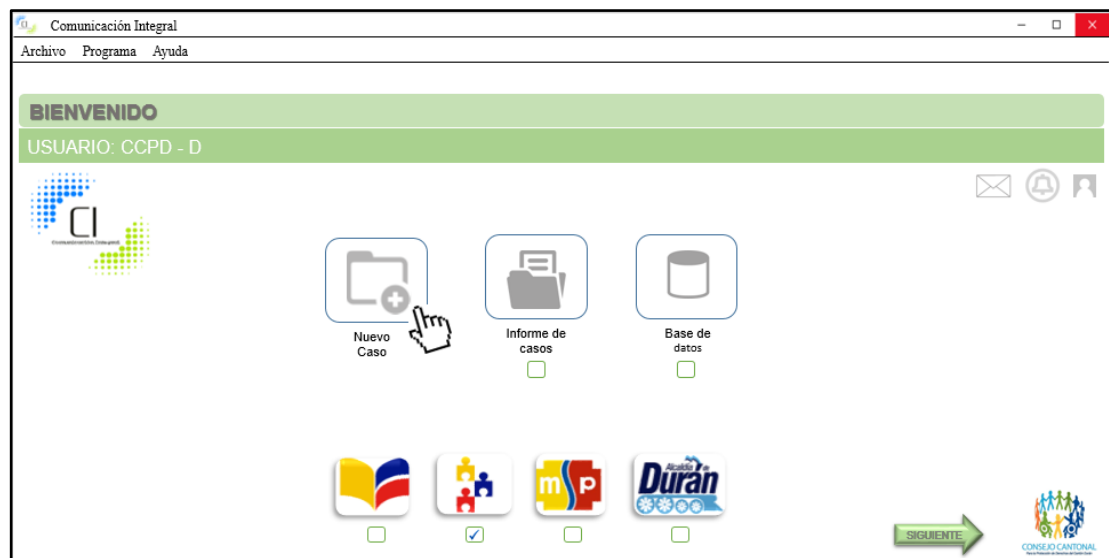 Comunicación Integral
Archivo Programa Ayuda
BIENVENIDO
USUARIO: CCPD - D
CI
Nuevo
Caso
Informe de
casos
Base de
datos
msp
Alcaldía de
Durán
SIGUIENTE
CONSEJO CANTONAL